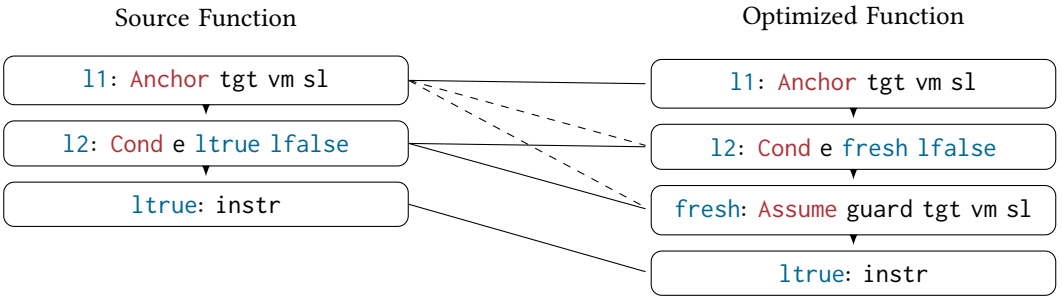 Source Function
l1: Anchor tgt vm sl
l2: Cond e ltrue lfalse
ltrue: instr
Optimized Function
l1: Anchor tgt vm sl
l2: Cond e fresh lfalse
fresh: Assume guard tgt vm sl
ltrue: instr